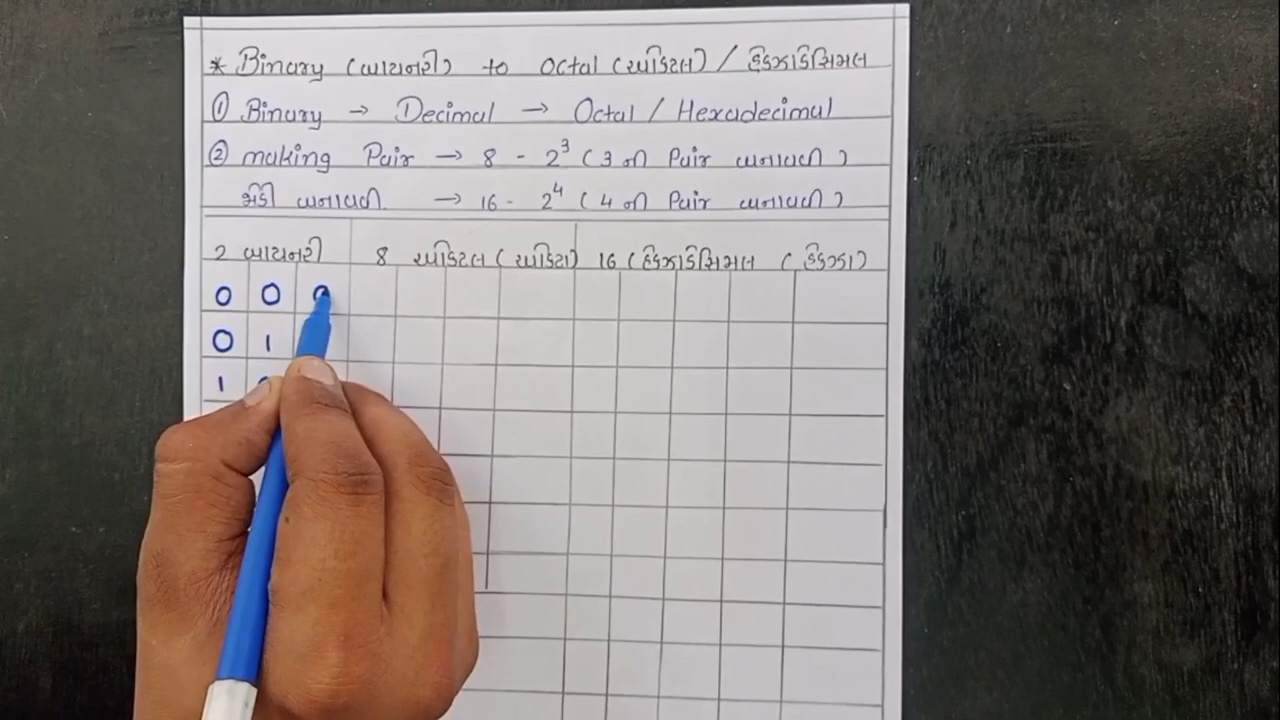 * Binary (બાયનરી) to Octal (ઓક્ટિલ) / હેક્ઝાડેસિમલ
① Binary → Decimal → Octal / Hexadecimal
② making Pair → 8 - 2³ (3 ની Pair બનાવવી)
બનાવવી → 16 - 2⁴ (4 ની Pair બનાવવી)
2 બાયનરી 8 ઓક્ટિલ (ઓક્ટિ) 16 (હેક્ઝાડેસિમલ (હેક્ઝા)
0 0 0
0 1
1